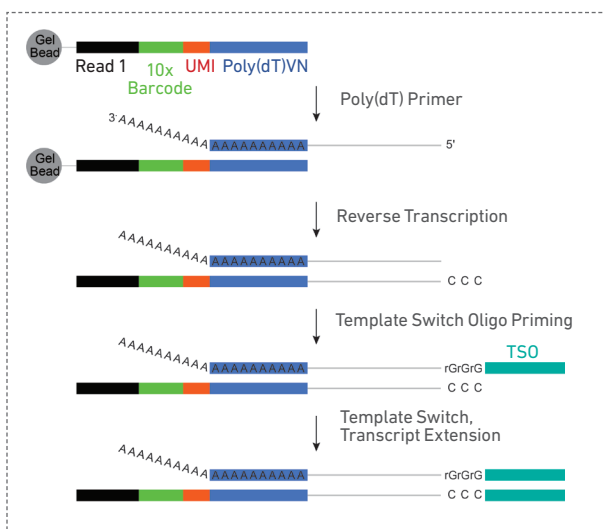 Gel
Bead
Read 1
10x
Barcode
UMI
Poly(dT)VN
Poly(dT) Primer
3'
AAAAAAAAAA
AAAAAAAAAA
5'
Gel
Bead
Reverse Transcription
AAAAAAAAAA
AAAAAAAAAA
C C C
Template Switch Oligo Priming
TSO
AAAAAAAAAA
AAAAAAAAAA
rGrGrG
C C C
Template Switch,
Transcript Extension
AAAAAAAAAA
AAAAAAAAAA
rGrGrG
C C C